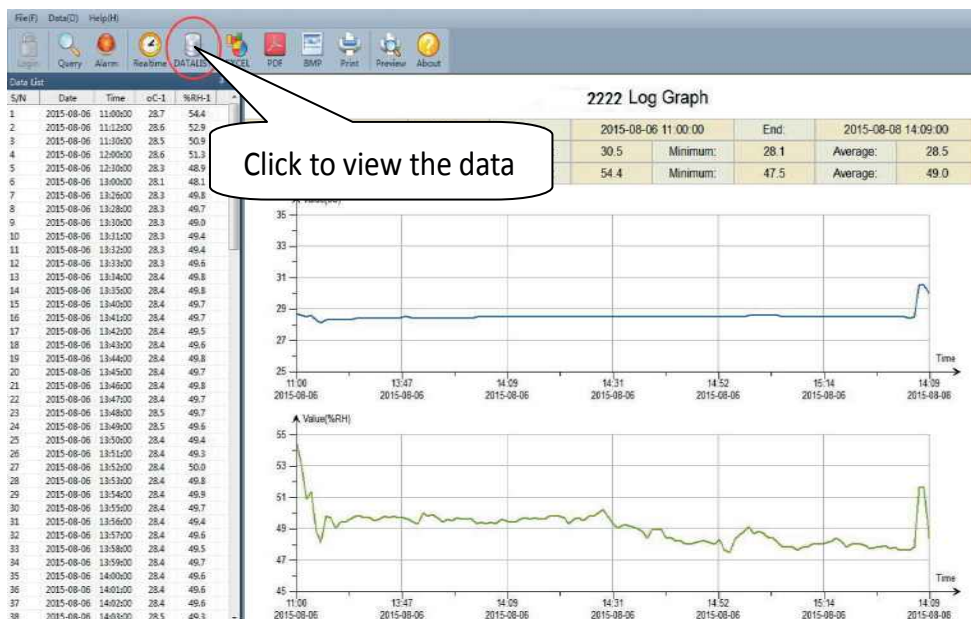 File(F) Data(D) Help(H)
Login Query Alarm Realtime DATALIST EXCEL PDF BMP Print Preview About
Data List
S/N Date Time oC-1 %RH-1
1 2015-08-06 11:00:00 28.7 54.4
2 2015-08-06 11:12:00 28.6 52.9
3 2015-08-06 11:30:00 28.5 50.9
4 2015-08-06 12:00:00 28.6 51.3
5 2015-08-06 12:30:00 28.3 48.9
6 2015-08-06 13:00:00 28.1 48.1
7 2015-08-06 13:26:00 28.3 49.8
8 2015-08-06 13:28:00 28.3 49.7
9 2015-08-06 13:30:00 28.3 49.0
10 2015-08-06 13:31:00 28.3 49.4
11 2015-08-06 13:32:00 28.3 49.4
12 2015-08-06 13:33:00 28.3 49.6
13 2015-08-06 13:34:00 28.4 49.8
14 2015-08-06 13:35:00 28.4 49.8
15 2015-08-06 13:40:00 28.4 49.7
16 2015-08-06 13:41:00 28.4 49.7
17 2015-08-06 13:42:00 28.4 49.5
18 2015-08-06 13:43:00 28.4 49.6
19 2015-08-06 13:44:00 28.4 49.8
20 2015-08-06 13:45:00 28.4 49.7
21 2015-08-06 13:46:00 28.4 49.8
22 2015-08-06 13:47:00 28.4 49.7
23 2015-08-06 13:48:00 28.5 49.7
24 2015-08-06 13:49:00 28.5 49.6
25 2015-08-06 13:50:00 28.4 49.4
26 2015-08-06 13:51:00 28.4 49.3
27 2015-08-06 13:52:00 28.4 50.0
28 2015-08-06 13:53:00 28.4 49.8
29 2015-08-06 13:54:00 28.4 49.9
30 2015-08-06 13:55:00 28.4 49.7
31 2015-08-06 13:56:00 28.4 49.4
32 2015-08-06 13:57:00 28.4 49.6
33 2015-08-06 13:58:00 28.4 49.5
34 2015-08-06 13:59:00 28.4 49.7
35 2015-08-06 14:00:00 28.4 49.6
36 2015-08-06 14:01:00 28.4 49.6
37 2015-08-06 14:02:00 28.4 49.6
38 2015-08-06 14:03:00 28.5 49.3
Click to view the data
2222 Log Graph
2015-08-06 11:00:00 End: 2015-08-08 14:09:00
30.5 Minimum: 28.1 Average: 28.5
54.4 Minimum: 47.5 Average: 49.0
35
33
31
29
27
25
Time
11:00 13:47 14:09 14:31 14:52 15:14 14:09
2015-08-06 2015-08-06 2015-08-06 2015-08-06 2015-08-06 2015-08-06 2015-08-08
Value(%RH)
55
53
51
49
47
45
Time
11:00 13:47 14:09 14:31 14:52 15:14 14:09
2015-08-06 2015-08-06 2015-08-06 2015-08-06 2015-08-06 2015-08-06 2015-08-08